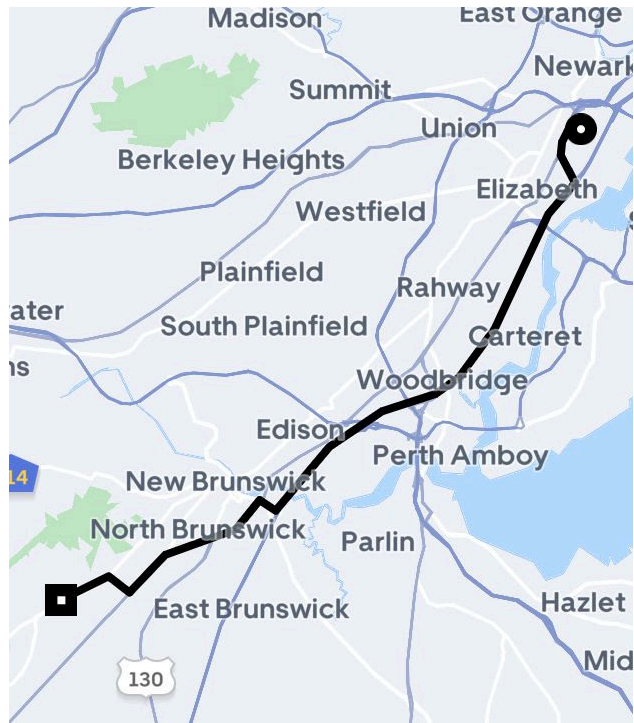 Madison
East Orange
Newark
Summit
Union
Berkeley Heights
Elizabeth
Westfield
Plainfield
Rahway
ater
South Plainfield
Carteret
ns
Woodbridge
Edison
Perth Amboy
14
New Brunswick
North Brunswick
Parlin
East Brunswick
Hazlet
Mid
130